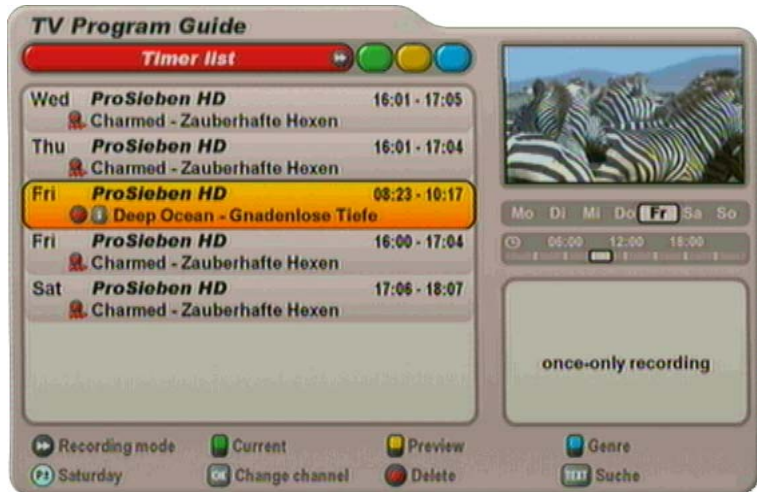 TV Program Guide
Timer list
Wed ProSieben HD 16:01 - 17:05
Charmed - Zauberhafte Hexen
Thu ProSieben HD 16:01 - 17:04
Charmed - Zauberhafte Hexen
Fri ProSieben HD 08:23 - 10:17
Deep Ocean - Gnadenlose Tiefe
Fri ProSieben HD 16:00 - 17:04
Charmed - Zauberhafte Hexen
Sat ProSieben HD 17:06 - 18:07
Charmed - Zauberhafte Hexen
Mo Di Mi Do Fr Sa So
06:00 12:00 18:00
once-only recording
Recording mode Current Preview Genre
Saturday OK Change channel Delete TEXT Suche